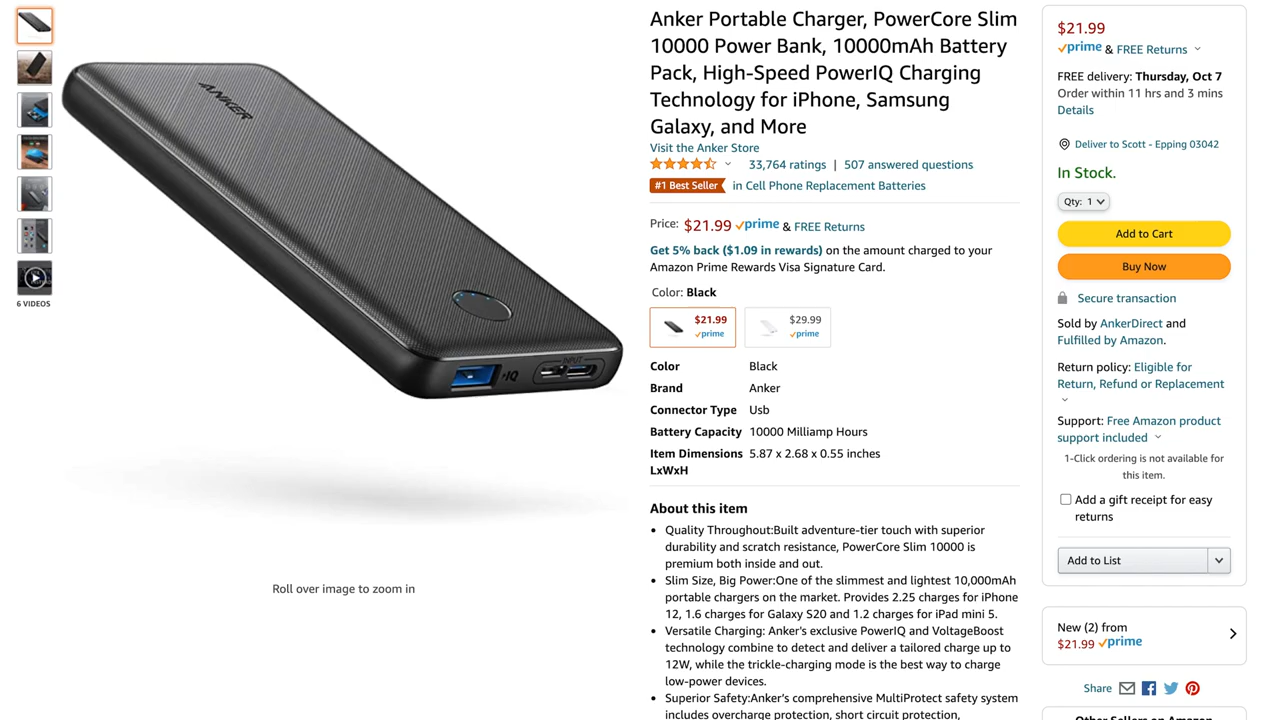 ANKER
IQ
INPUT
6 VIDEOS
Roll over image to zoom in
Anker Portable Charger, PowerCore Slim
10000 Power Bank, 10000mAh Battery
Pack, High-Speed PowerIQ Charging
Technology for iPhone, Samsung
Galaxy, and More
Visit the Anker Store
33,764 ratings | 507 answered questions
#1 Best Seller in Cell Phone Replacement Batteries
Price: $21.99 prime & FREE Returns
Get 5% back ($1.09 in rewards) on the amount charged to your
Amazon Prime Rewards Visa Signature Card.
Color: Black
$21.99 $29.99
prime prime
Color Black
Brand Anker
Connector Type Usb
Battery Capacity 10000 Milliamp Hours
Item Dimensions 5.87 x 2.68 x 0.55 inches
LxWxH
About this item
• Quality Throughout:Built adventure-tier touch with superior
durability and scratch resistance, PowerCore Slim 10000 is
premium both inside and out.
• Slim Size, Big Power:One of the slimmest and lightest 10,000mAh
portable chargers on the market. Provides 2.25 charges for iPhone
12, 1.6 charges for Galaxy S20 and 1.2 charges for iPad mini 5.
• Versatile Charging: Anker's exclusive PowerIQ and VoltageBoost
technology combine to detect and deliver a tailored charge up to
12W, while the trickle-charging mode is the best way to charge
low-power devices.
• Superior Safety:Anker's comprehensive MultiProtect safety system
includes overcharge protection, short circuit protection,
$21.99
prime & FREE Returns
FREE delivery: Thursday, Oct 7
Order within 11 hrs and 3 mins
Details
Deliver to Scott - Epping 03042
In Stock.
Qty: 1
Add to Cart
Buy Now
Secure transaction
Sold by AnkerDirect and
Fulfilled by Amazon.
Return policy: Eligible for
Return, Refund or Replacement
Support: Free Amazon product
support included
1-Click ordering is not available for
this item.
Add a gift receipt for easy
returns
Add to List
New (2) from
$21.99 prime
Share
Other Sellers on Amazon